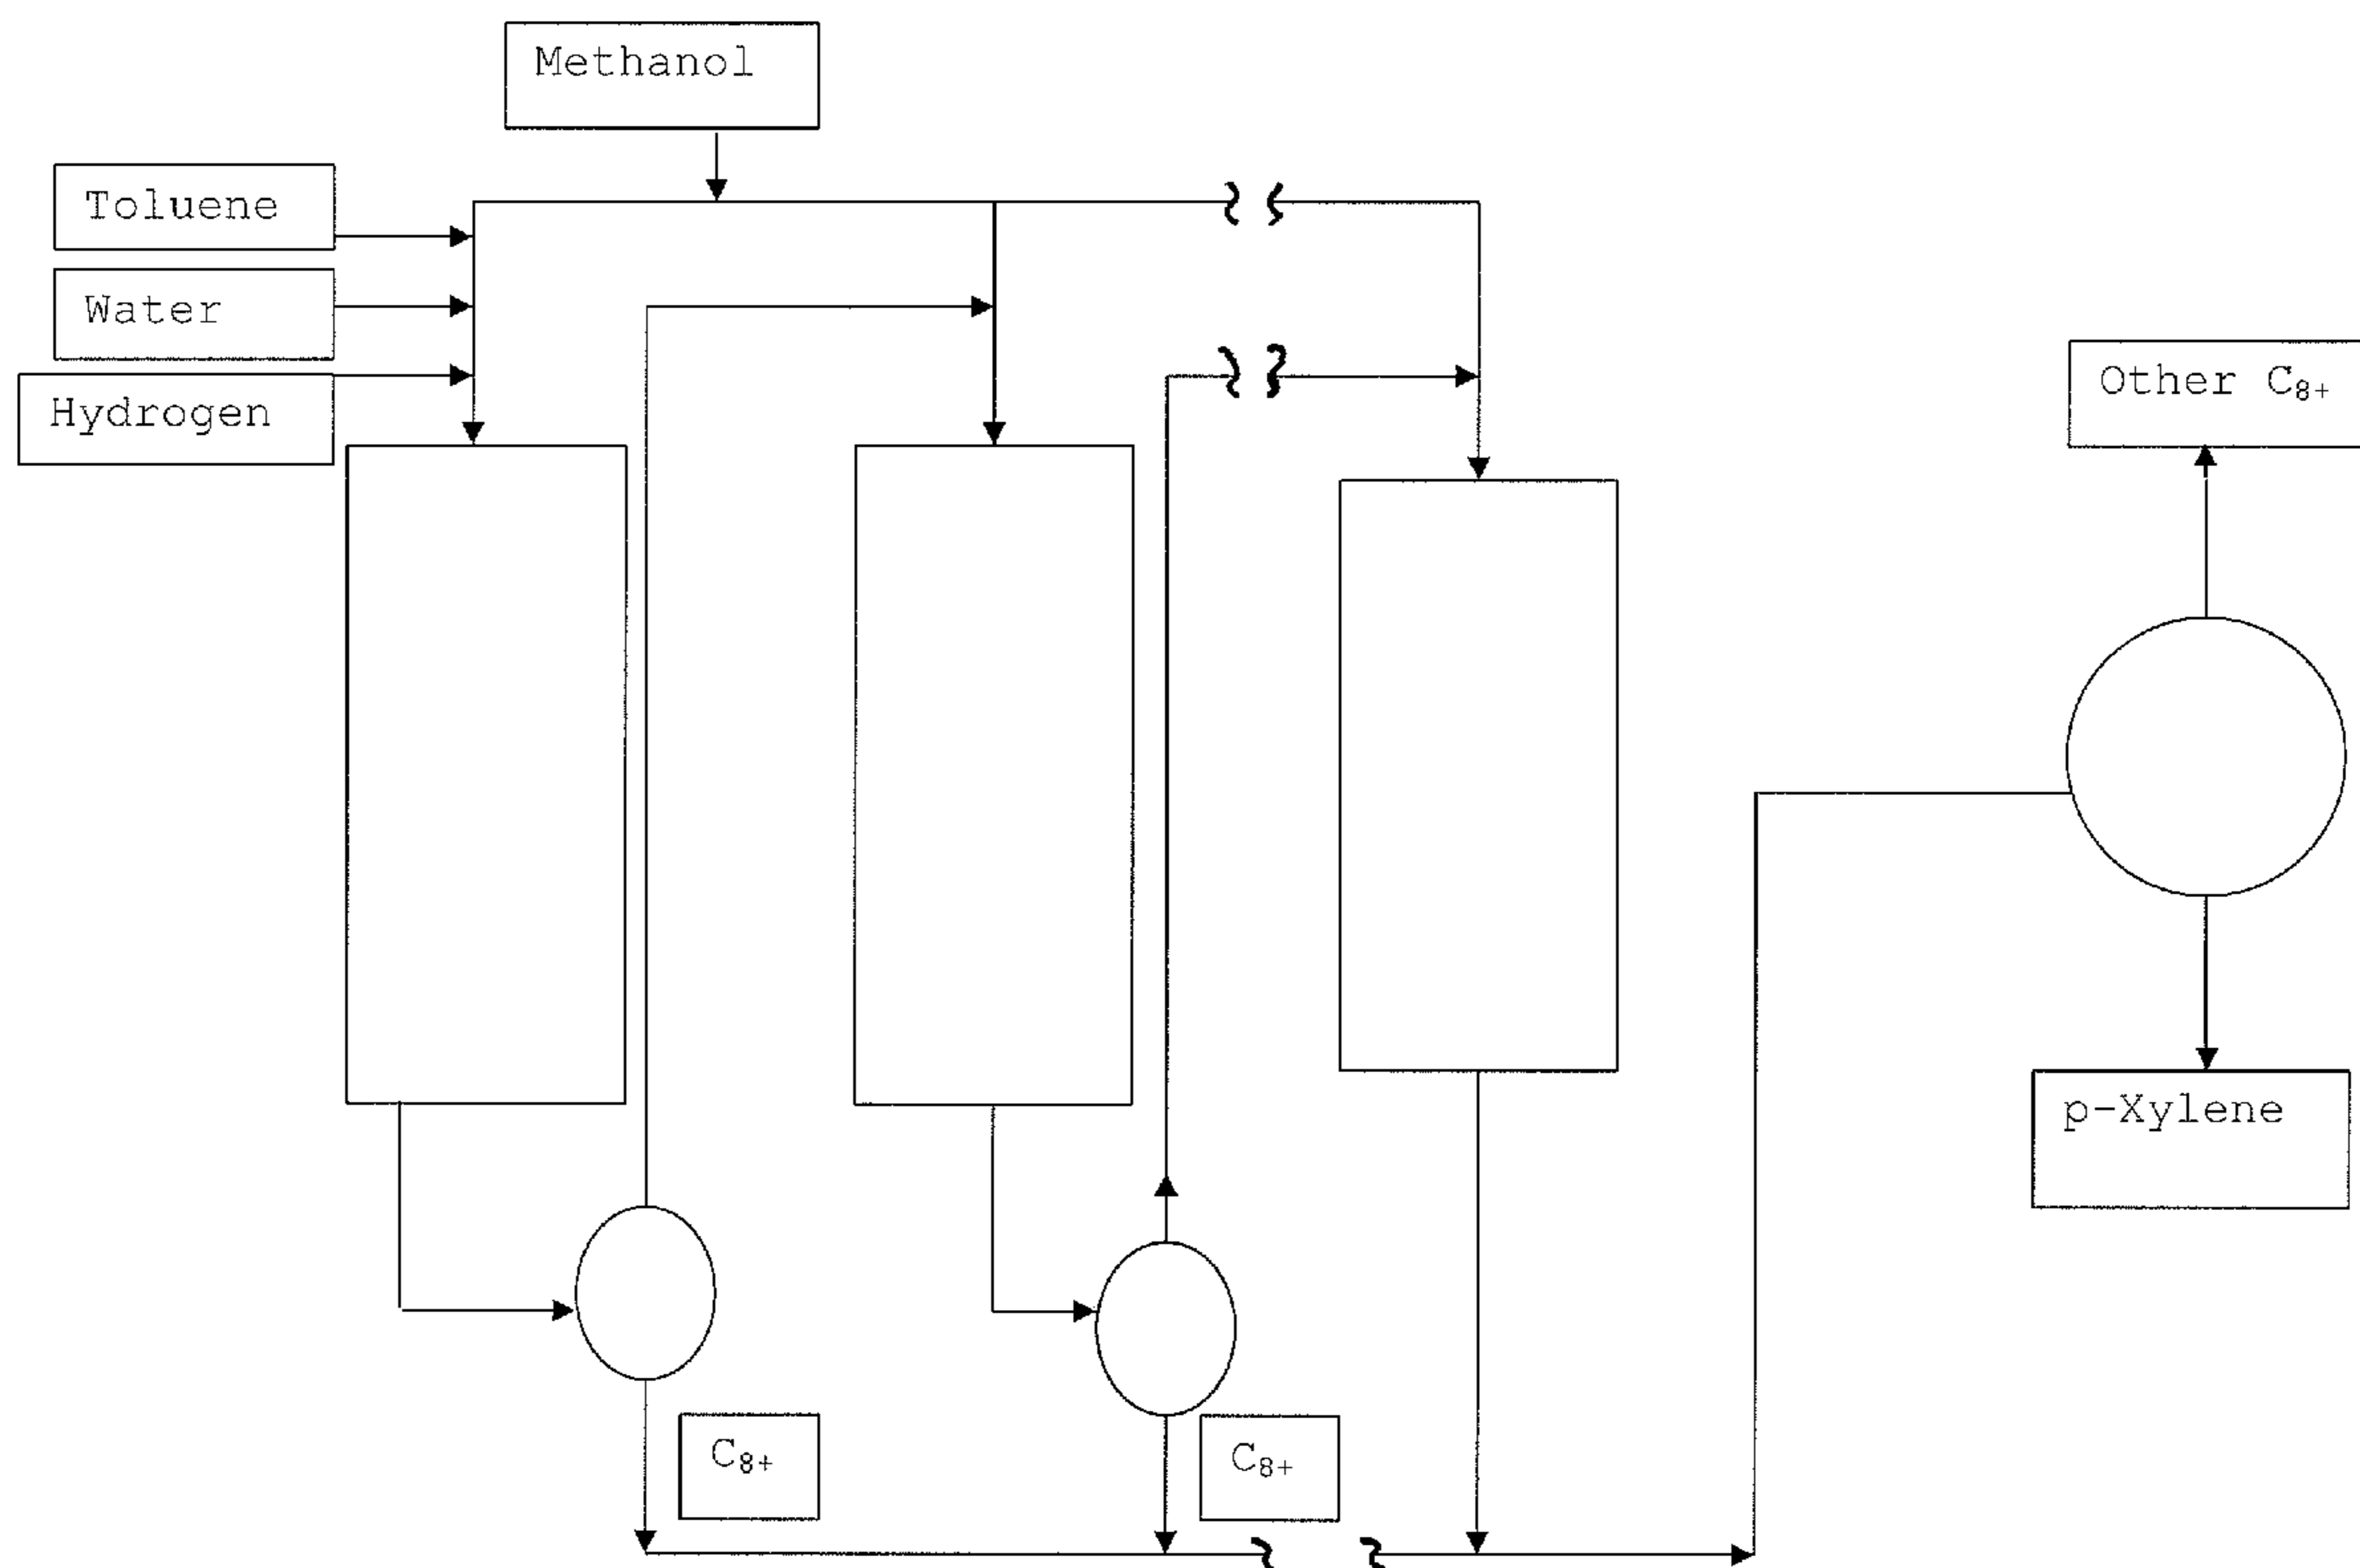 Methanol
Toluene
Water
Hydrogen
Other C₈₊
p-Xylene
C₈₊
C₈₊